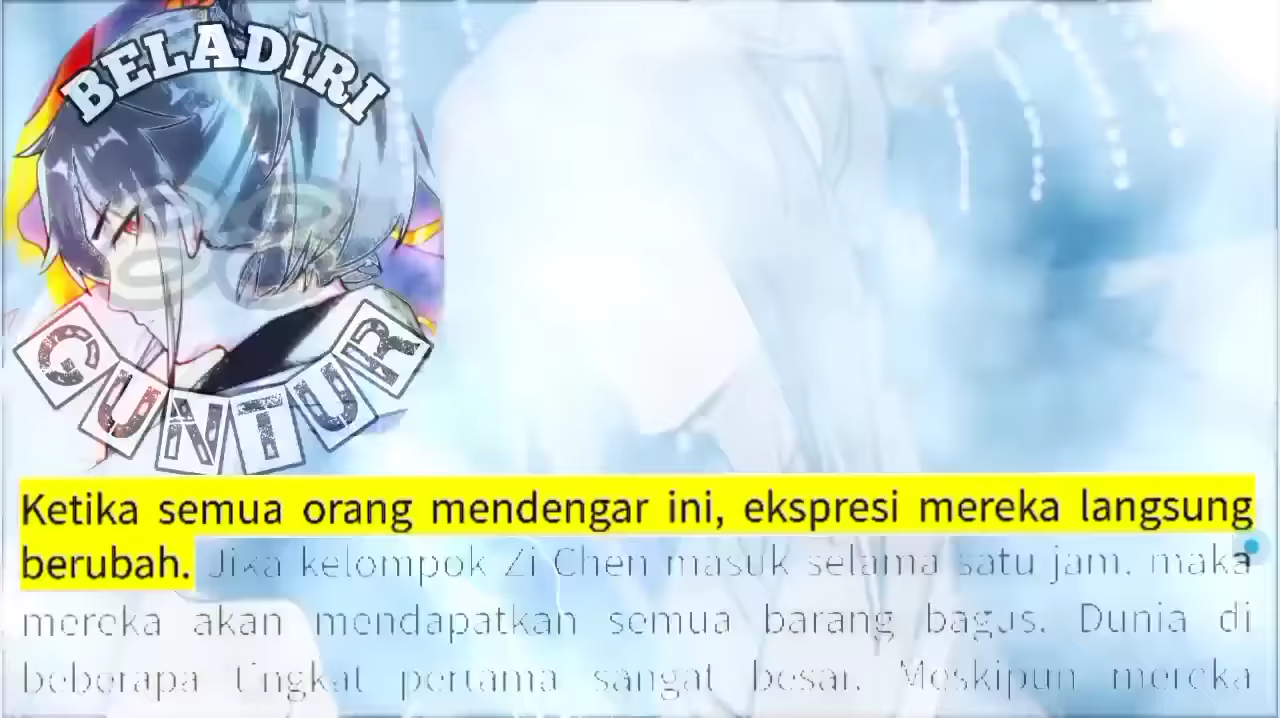 BELADIRI
GUNTUR
Ketika semua orang mendengar ini, ekspresi mereka langsung
berubah. Jika kelompok Zi Chen masuk selama satu jam, maka
mereka akan mendapatkan semua barang bagus. Dunia di
beberapa tingkat pertama sangat besar. Meskipun mereka